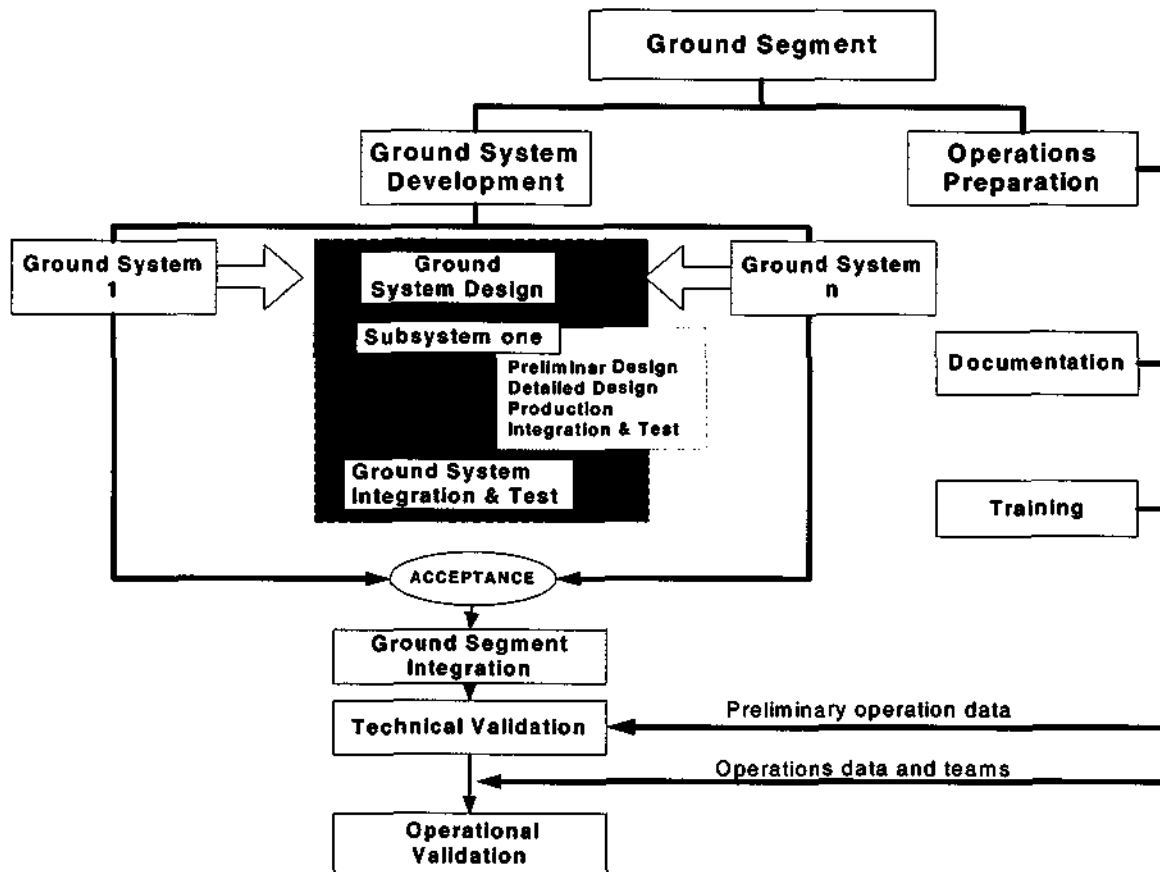 Ground Segment
Ground System
Development
Operations
Preparation
Ground System
1
Ground
System Design
Ground System
n
Subsystem one
Preliminar Design
Detailed Design
Production
Integration & Test
Documentation
Ground System
Integration & Test
Training
ACCEPTANCE
Ground Segment
Integration
Technical Validation
Preliminary operation data
Operations data and teams
Operational
Validation